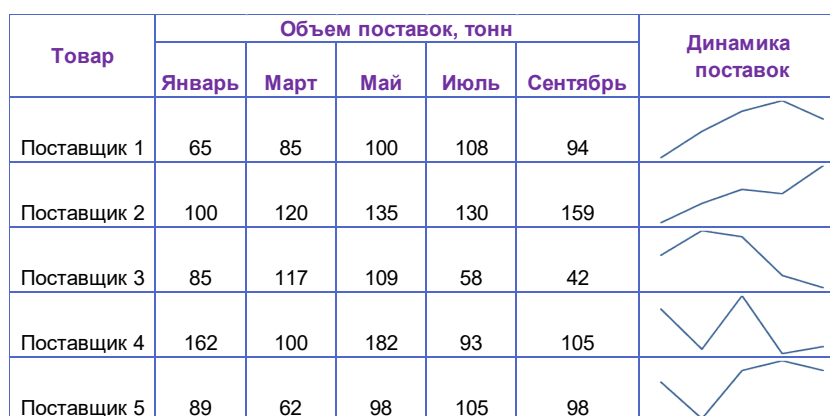 Товар Объем поставок, тонн Динамика поставок
Январь Март Май Июль Сентябрь
Поставщик 1 65 85 100 108 94
Поставщик 2 100 120 135 130 159
Поставщик 3 85 117 109 58 42
Поставщик 4 162 100 182 93 105
Поставщик 5 89 62 98 105 98